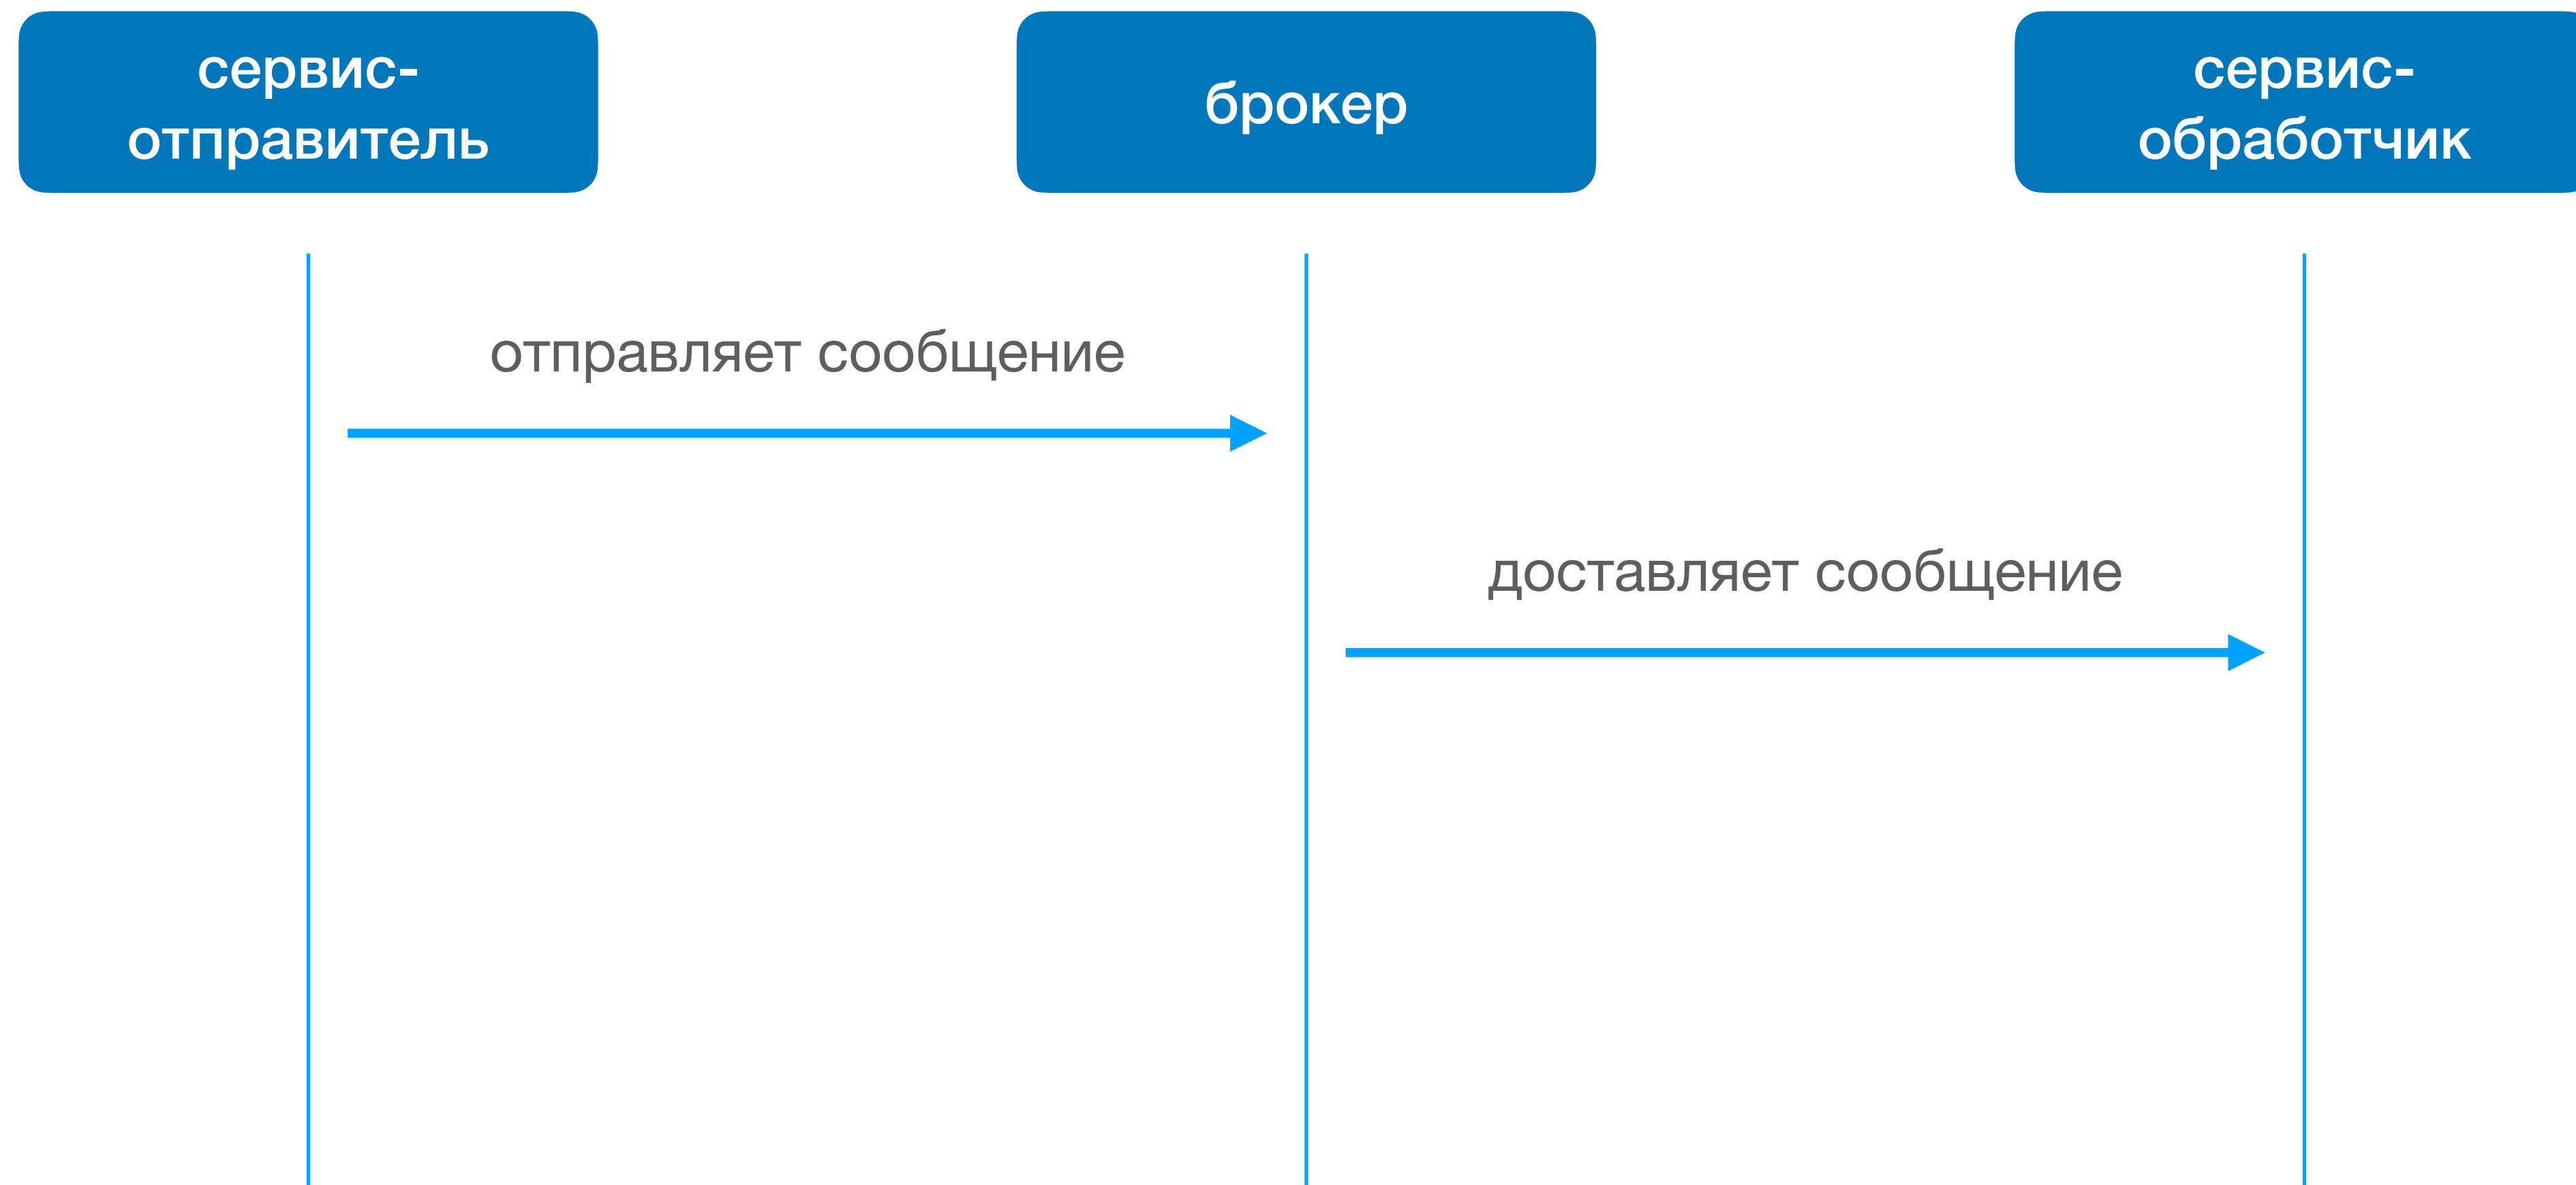 сервис-
отправитель
брокер
сервис-
обработчик
отправляет сообщение
доставляет сообщение